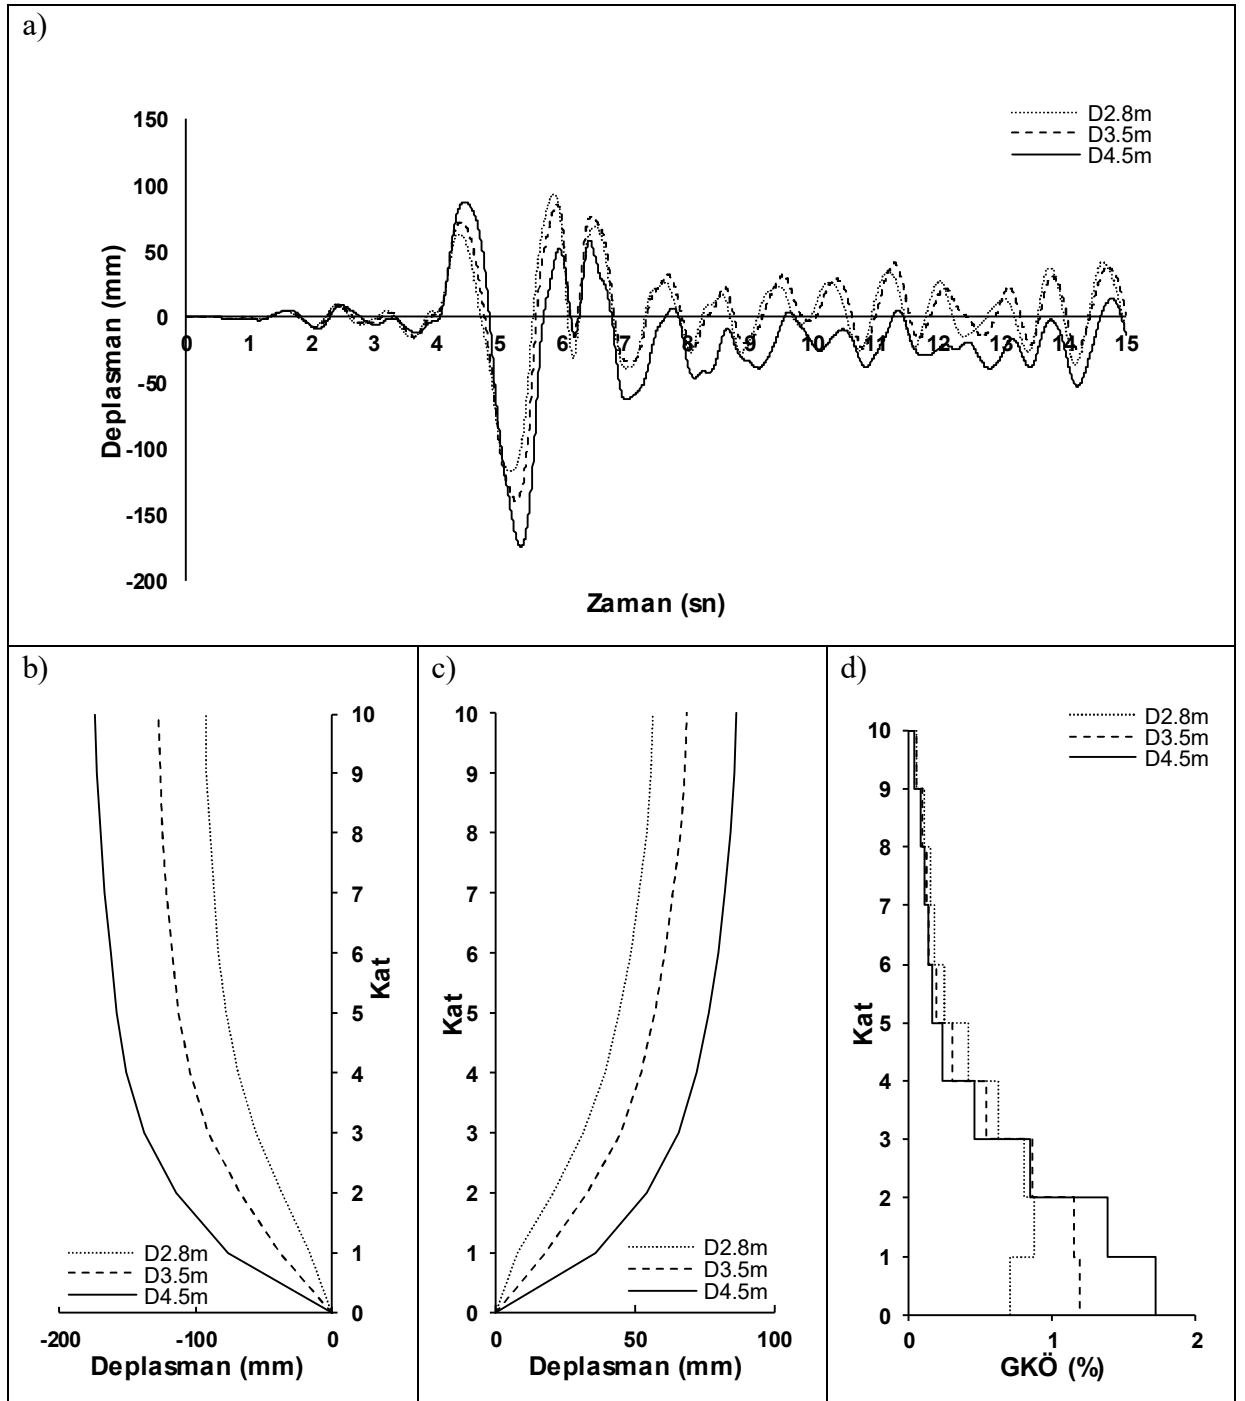 a)
D2.8m
D3.5m
D4.5m
150
100
50
0
-50
-100
-150
-200
Deplasman (mm)
0 1 2 3 4 5 6 7 8 9 10 11 12 13 14 15
Zaman (sn)
b)
10
9
8
7
6
5
4
3
2
1
0
Kat
D2.8m
D3.5m
D4.5m
-200 -100 0
Deplasman (mm)
c)
10
9
8
7
6
5
4
3
2
1
0
Kat
D2.8m
D3.5m
D4.5m
0 50 100
Deplasman (mm)
d)
D2.8m
D3.5m
D4.5m
10
9
8
7
6
5
4
3
2
1
0
Kat
0 1 2
GKÖ (%)